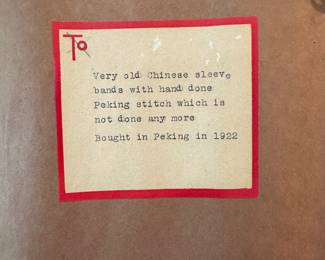 To
Very old Chinese sleeve
bands with hand done
Peking stitch which is
not done any more
Bought in Peking in 1922